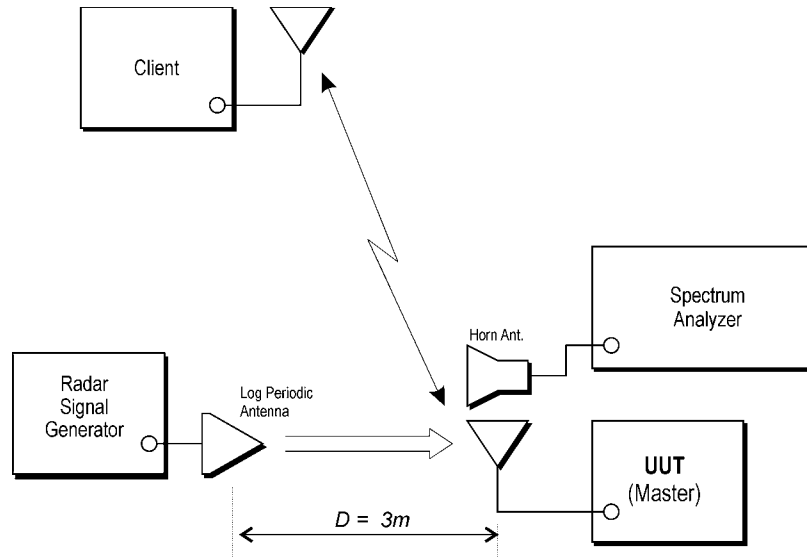 Client
Spectrum
Analyzer
Horn Ant.
Radar
Signal
Generator
Log Periodic
Antenna
UUT
(Master)
D = 3m